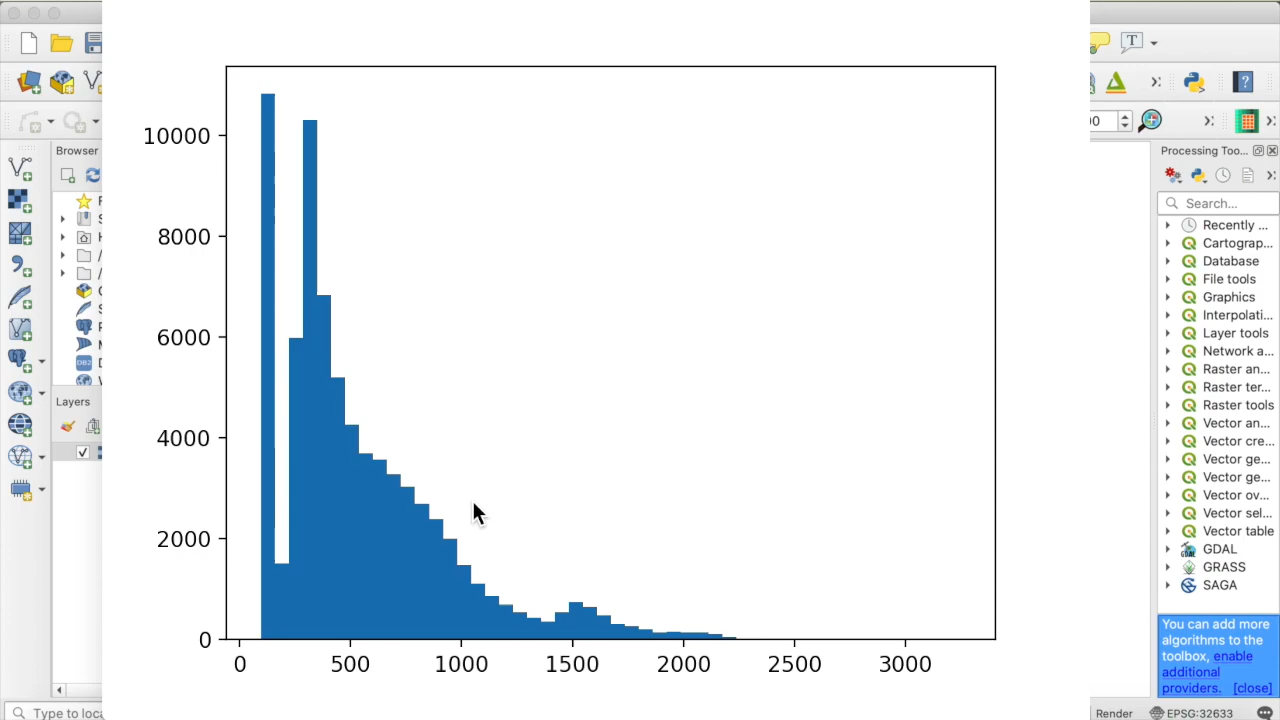 T
00
Browser
Processing Too...
F
S
H
/
/
G
S
P
M
DB2 D
W
Layers
Search...
Recently ...
Cartograp...
Database
File tools
Graphics
Interpolati...
Layer tools
Network a...
Raster an...
Raster ter...
Raster tools
Vector an...
Vector cre...
Vector ge...
Vector ge...
Vector ov...
Vector sel...
Vector table
GDAL
GRASS
SAGA
You can add more
algorithms to the
toolbox, enable
additional
providers. [close]
10000
8000
6000
4000
2000
0
0 500 1000 1500 2000 2500 3000
Type to loca
Render
EPSG:32633